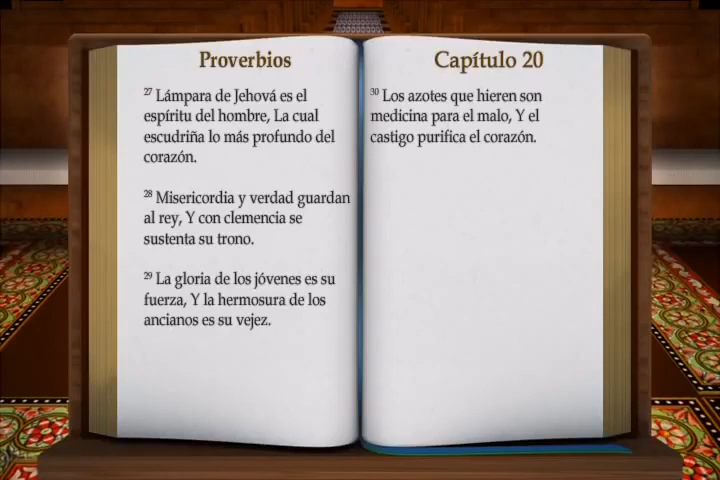 Proverbios
27 Lámpara de Jehová es el
espíritu del hombre, La cual
escudriña lo más profundo del
corazón.
28 Misericordia y verdad guardan
al rey, Y con clemencia se
sustenta su trono.
29 La gloria de los jóvenes es su
fuerza, Y la hermosura de los
ancianos es su vejez.
Capítulo 20
30 Los azotes que hieren son
medicina para el malo, Y el
castigo purifica el corazón.